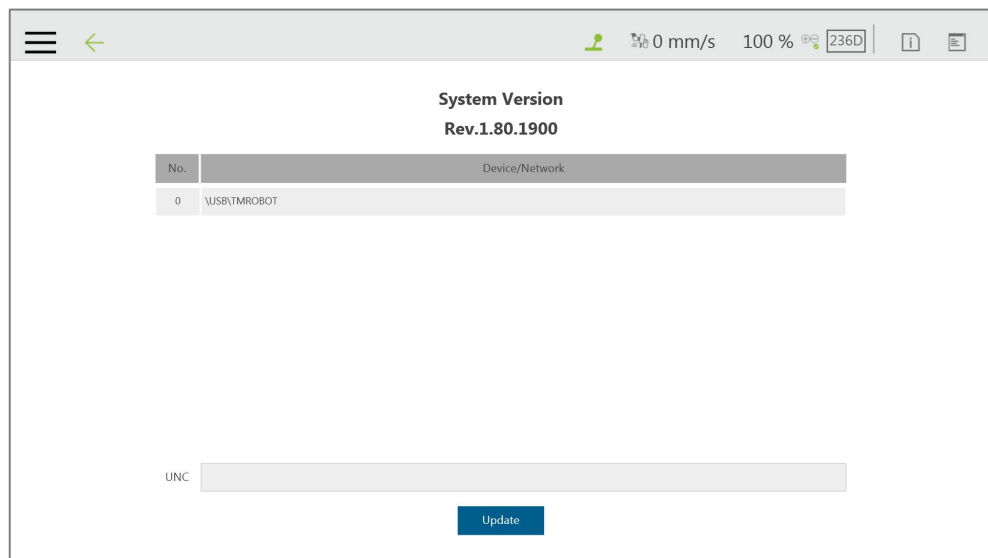 0 mm/s 100 % 236D
System Version
Rev.1.80.1900
No. Device/Network
0 \USB\TMROBOT
UNC
Update